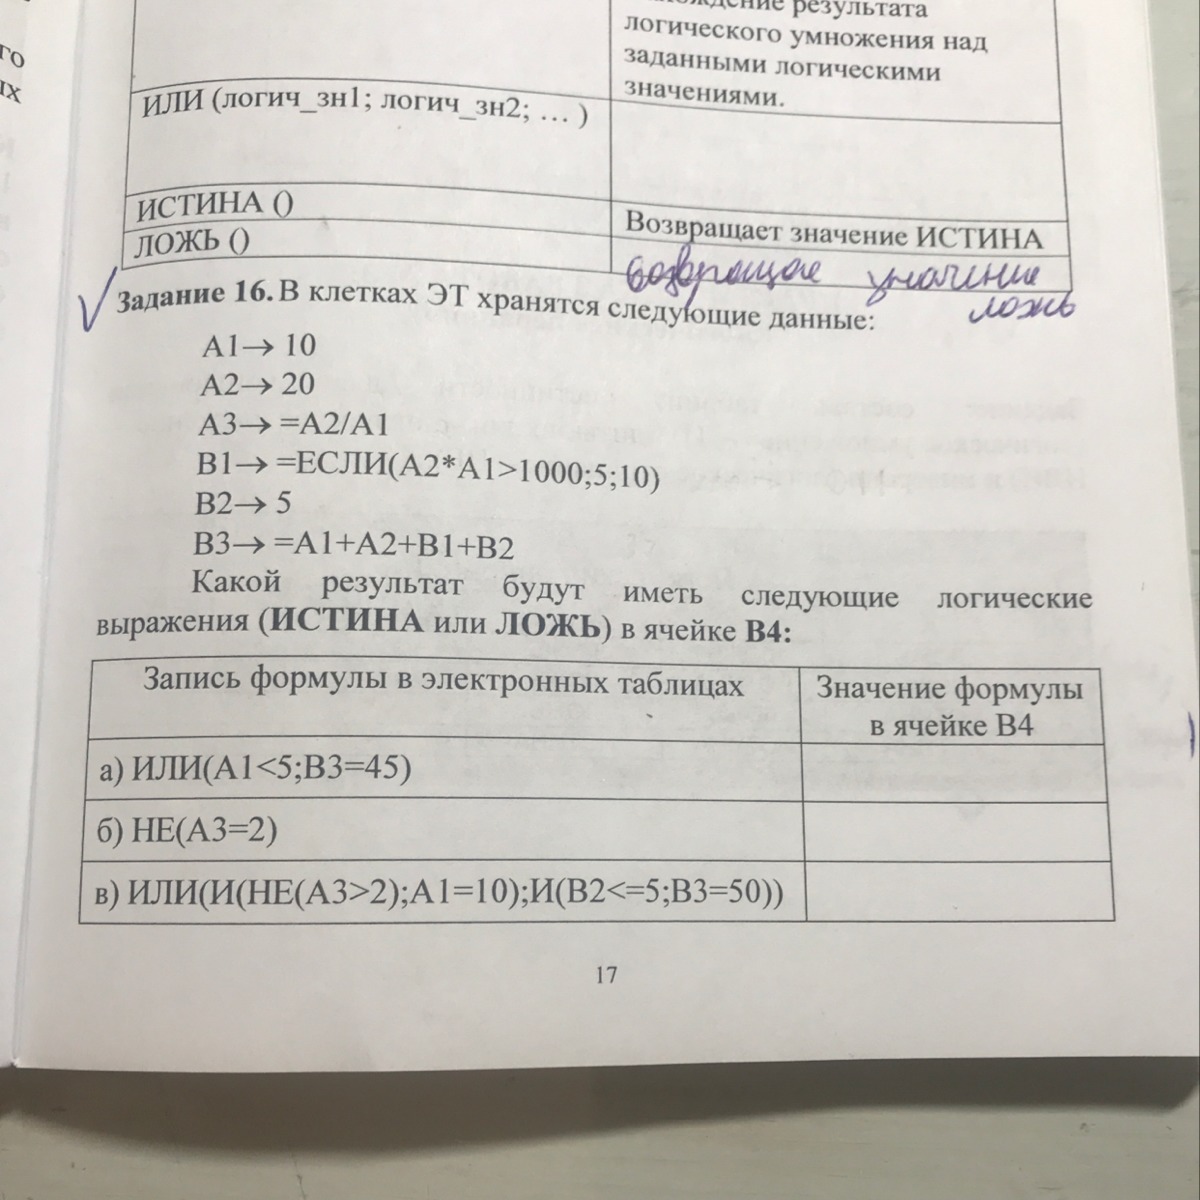 го
ых
результата
логического умножения над
заданными логическими
значениями.
ИЛИ (логич_зн1; логич_зн2; … )
ИСТИНА ()
Возвращает значение ИСТИНА
ЛОЖЬ ()
возвращае значение
ложь
Задание 16. В клетках ЭТ хранятся следующие данные:
A1→ 10
A2→ 20
A3→ =A2/A1
B1→ =ЕСЛИ(A2*A1>1000;5;10)
B2→ 5
B3→ =A1+A2+B1+B2
Какой результат будут иметь следующие логические
выражения (ИСТИНА или ЛОЖЬ) в ячейке B4:
Запись формулы в электронных таблицах
Значение формулы
в ячейке B4
а) ИЛИ(A1<5;B3=45)
б) НЕ(A3=2)
в) ИЛИ(И(НЕ(A3>2);A1=10);И(B2<=5;B3=50))
17